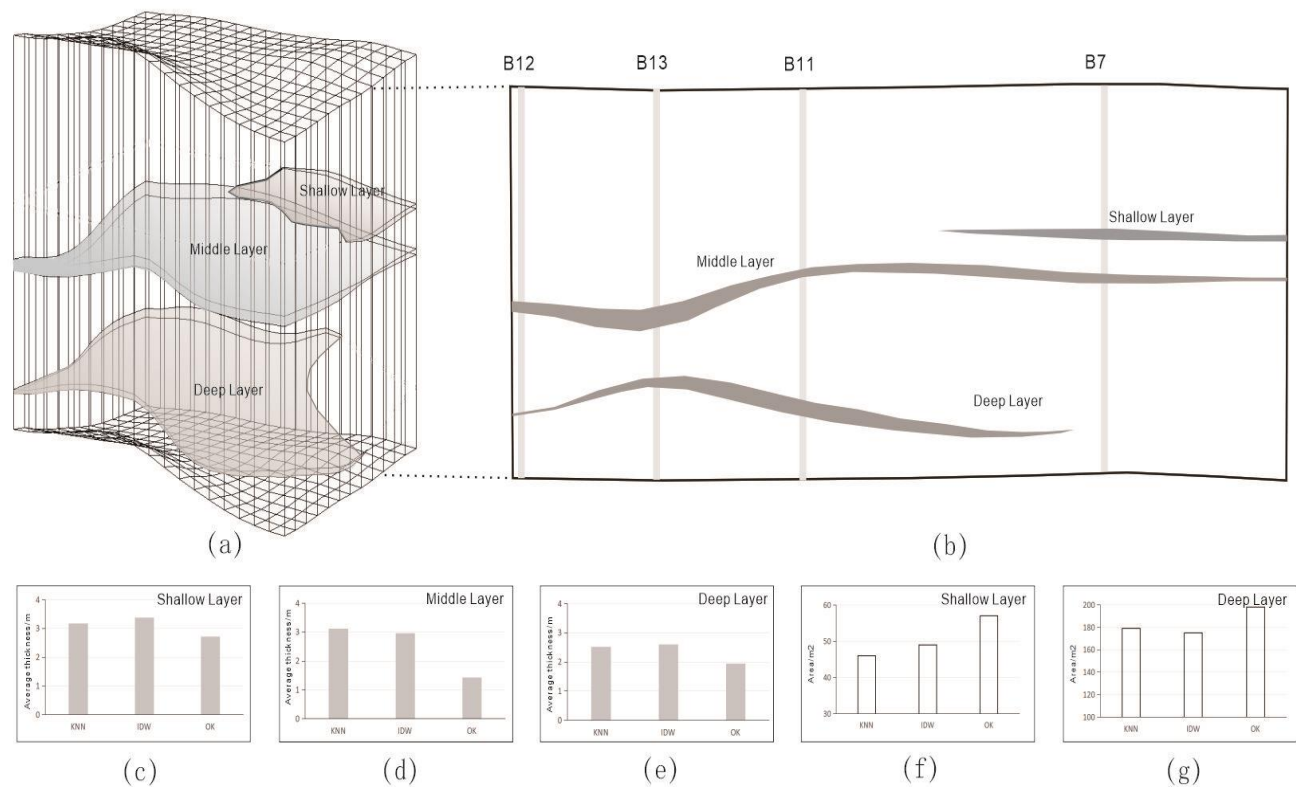 B12
B13
B11
B7
Shallow Layer
Middle Layer
Deep Layer
Shallow Layer
Middle Layer
Deep Layer
(a)
(b)
Shallow Layer
Average thickness/m
4
3
2
1
0
KNN IDW OK
(c)
Middle Layer
Average thickness/m
4
3
2
1
0
KNN IDW OK
(d)
Deep Layer
Average thickness/m
4
3
2
1
0
KNN IDW OK
(e)
Shallow Layer
Area/m2
60
50
40
30
KNN IDW OK
(f)
Deep Layer
Area/m2
200
180
160
140
120
100
KNN IDW OK
(g)